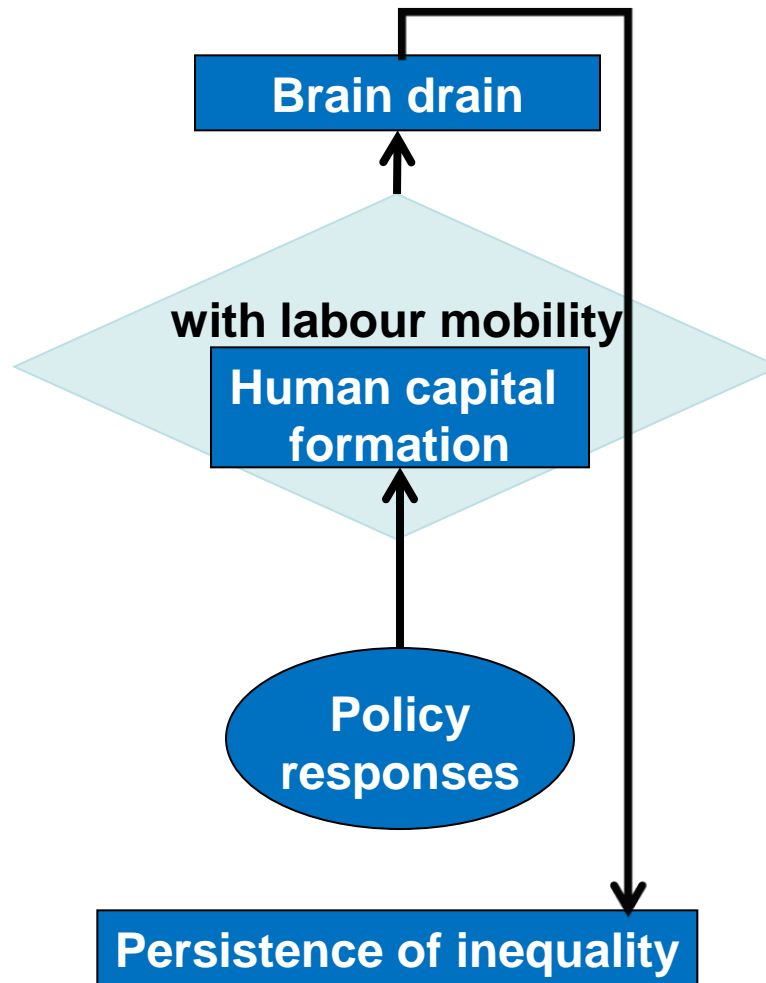 Brain drain
with labour mobility
Human capital
formation
Policy
responses
Persistence of inequality